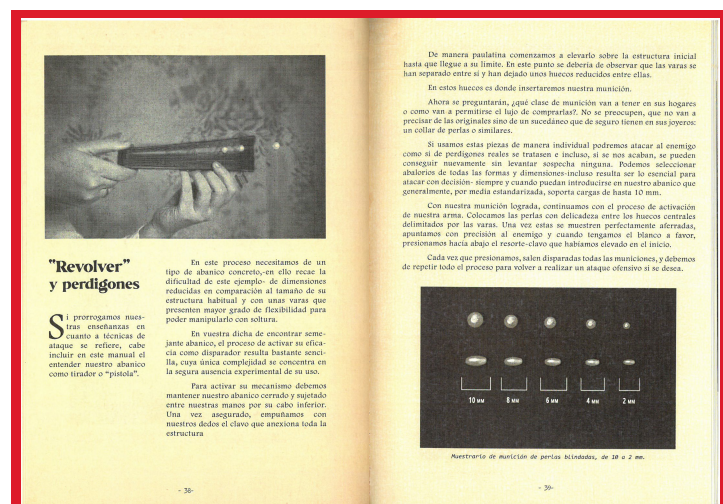 "Revolver"
y perdigones
Si prorrogamos nues-
tras enseñanzas en
cuanto a técnicas de
ataque se refiere, cabe
incluir en este manual el
entender nuestro abanico
como tirador o "pistola".
En este proceso necesitamos de un
tipo de abanico concreto,-en ello recae la
dificultad de este ejemplo- de dimensiones
reducidas en comparación al tamaño de su
estructura habitual y con unas varas que
presenten mayor grado de flexibilidad para
poder manipularlo con soltura.
En vuestra dicha de encontrar seme-
jante abanico, el proceso de activar su efica-
cia como disparador resulta bastante senci-
lla, cuya única complejidad se concentra en
la segura ausencia experimental de su uso.
Para activar su mecanismo debemos
mantener nuestro abanico cerrado y sujetado
entre nuestras manos por su cabo inferior.
Una vez asegurado, empuñamos con
nuestros dedos el clavo que anexiona toda la
estructura
- 38-
De manera paulatina comenzamos a elevarlo sobre la estructura inicial
hasta que llegue a su límite. En este punto se debería de observar que las varas se
han separado entre sí y han dejado unos huecos reducidos entre ellas.
En estos huecos es donde insertaremos nuestra munición.
Ahora se preguntarán, ¿qué clase de munición van a tener en sus hogares
o como van a permitirse el lujo de comprarlas?. No se preocupen, que no van a
precisar de las originales sino de un sucedáneo que de seguro tienen en sus joyeros:
un collar de perlas o similares.
Si usamos estas piezas de manera individual podremos atacar al enemigo
como si de perdigones reales se tratasen e incluso, si se nos acaban, se pueden
conseguir nuevamente sin levantar sospecha ninguna. Podemos seleccionar
abalorios de todas las formas y dimensiones-incluso resulta ser lo esencial para
atacar con decisión- siempre y cuando puedan introducirse en nuestro abanico que
generalmente, por media estandarizada, soporta cargas de hasta 10 mm.
Con nuestra munición lograda, continuamos con el proceso de activación
de nuestra arma. Colocamos las perlas con delicadeza entre los huecos centrales
delimitados por las varas. Una vez estas se muestren perfectamente aferradas,
apuntamos con precisión al enemigo y cuando tengamos el blanco a favor,
presionamos hacia abajo el resorte-clavo que habíamos elevado en el inicio.
Cada vez que presionamos, salen disparadas todas las municiones, y debemos
de repetir todo el proceso para volver a realizar un ataque ofensivo si se desea.
10 MM 8 MM 6 MM 4 MM 2 MM
Muestrario de munición de perlas blindadas, de 10 a 2 mm.
- 39-